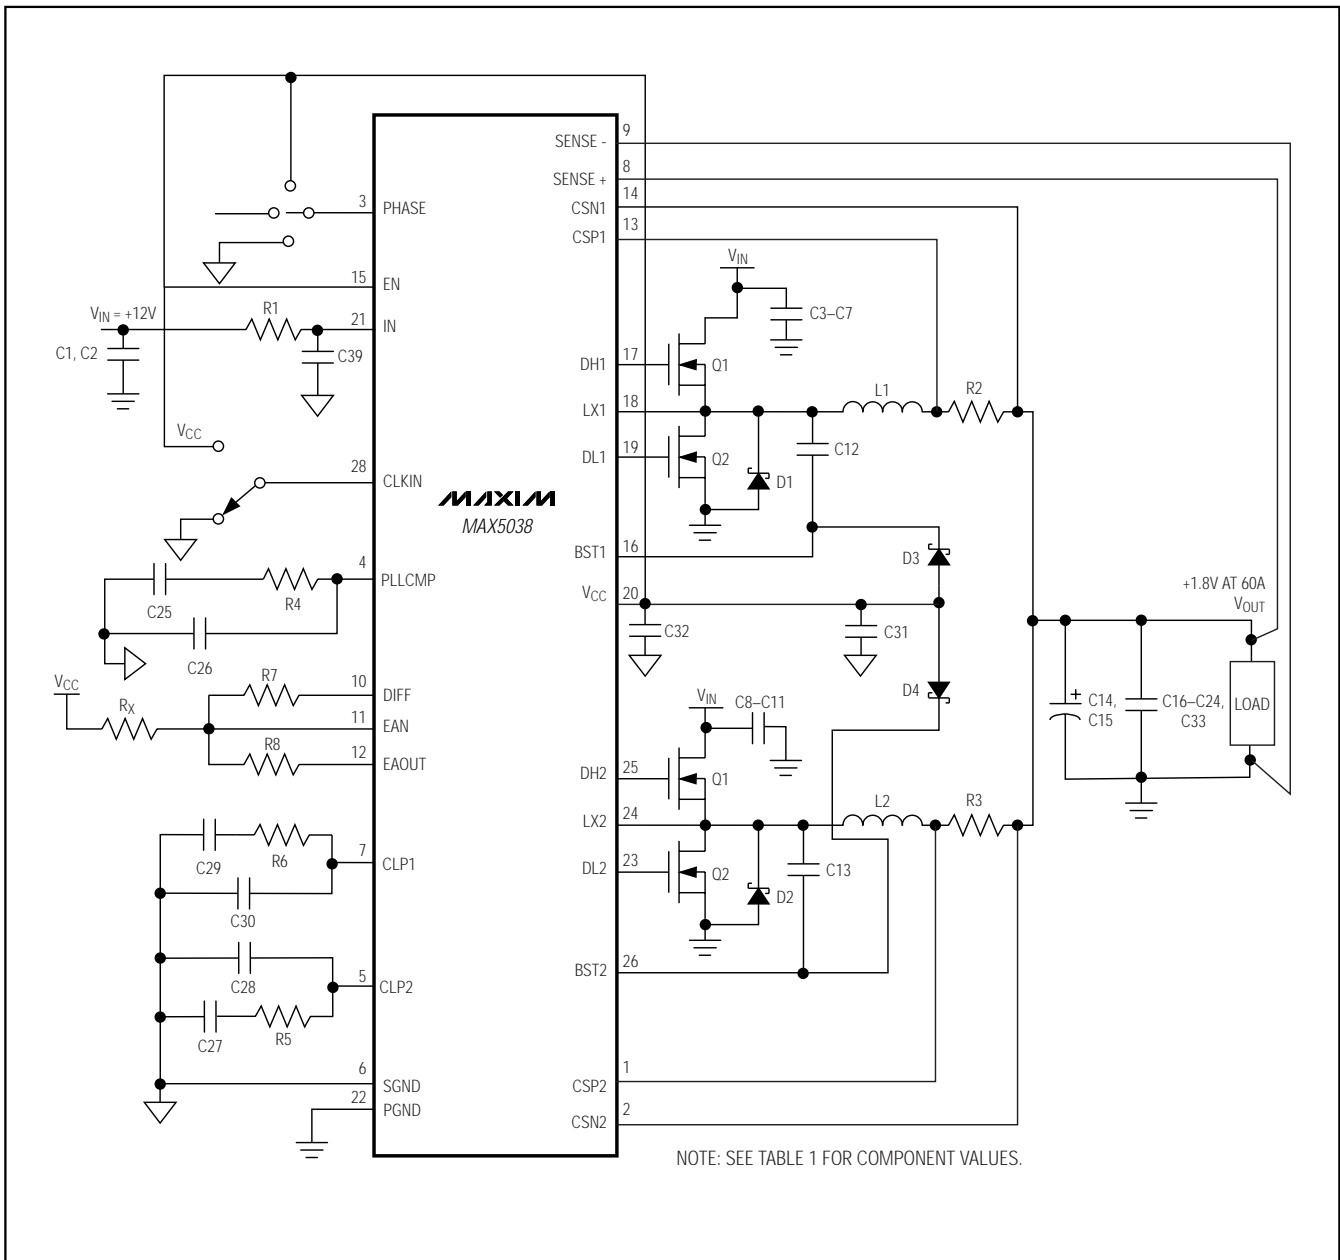 SENSE -
9
SENSE +
8
CSN1
14
3
PHASE
CSP1
13
15
EN
VIN
VIN = +12V
R1
21
IN
C3–C7
C1, C2
C39
DH1
17
Q1
L1
R2
LX1
18
VCC
DL1
19
Q2
C12
D1
28
CLKIN
MAXIM
MAX5038
BST1
16
D3
4
PLLCMP
C25
R4
VCC
20
+1.8V AT 60A
VOUT
C32
C31
C26
VCC
RX
R7
10
DIFF
11
EAN
R8
12
EAOUT
VIN
C8–C11
D4
+
C14,
C15
C16–C24,
C33
LOAD
DH2
25
Q1
L2
R3
LX2
24
C29
R6
7
CLP1
C30
DL2
23
Q2
C13
D2
C28
5
CLP2
C27
R5
BST2
26
6
SGND
22
PGND
CSP2
1
CSN2
2
NOTE: SEE TABLE 1 FOR COMPONENT VALUES.